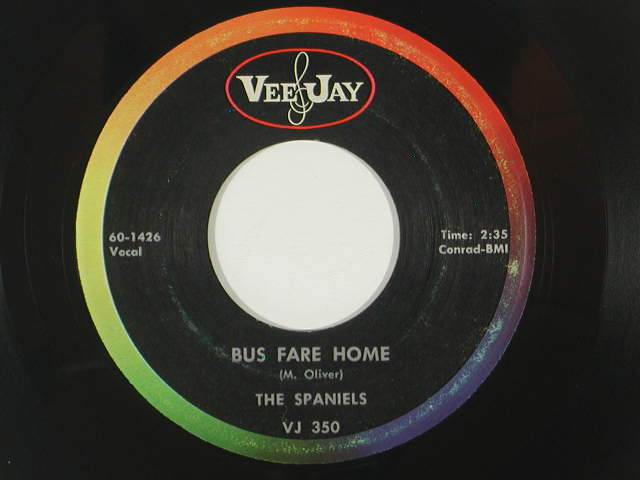 VEE JAY
60-1426
Vocal
Time: 2:35
Conrad-BMI
BUS FARE HOME
(M. Oliver)
THE SPANIELS
VJ 350